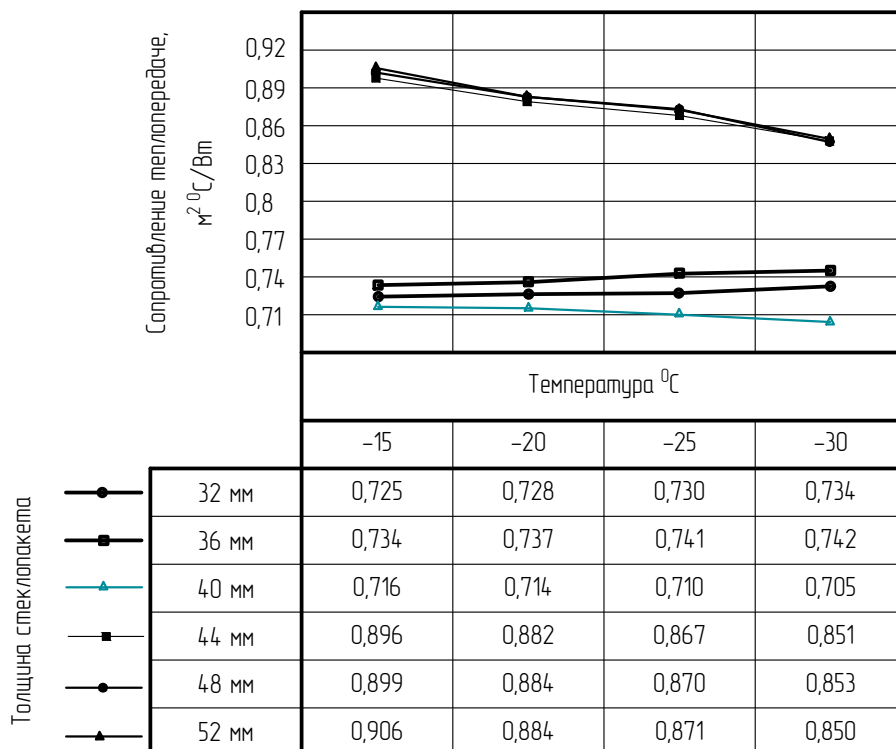 Сопротивление теплопередаче,
м² ⁰С/Вт
0,92
0,89
0,86
0,83
0,8
0,77
0,74
0,71
Температура ⁰С
-15 -20 -25 -30
Толщина стеклопакета
32 мм 0,725 0,728 0,730 0,734
36 мм 0,734 0,737 0,741 0,742
40 мм 0,716 0,714 0,710 0,705
44 мм 0,896 0,882 0,867 0,851
48 мм 0,899 0,884 0,870 0,853
52 мм 0,906 0,884 0,871 0,850